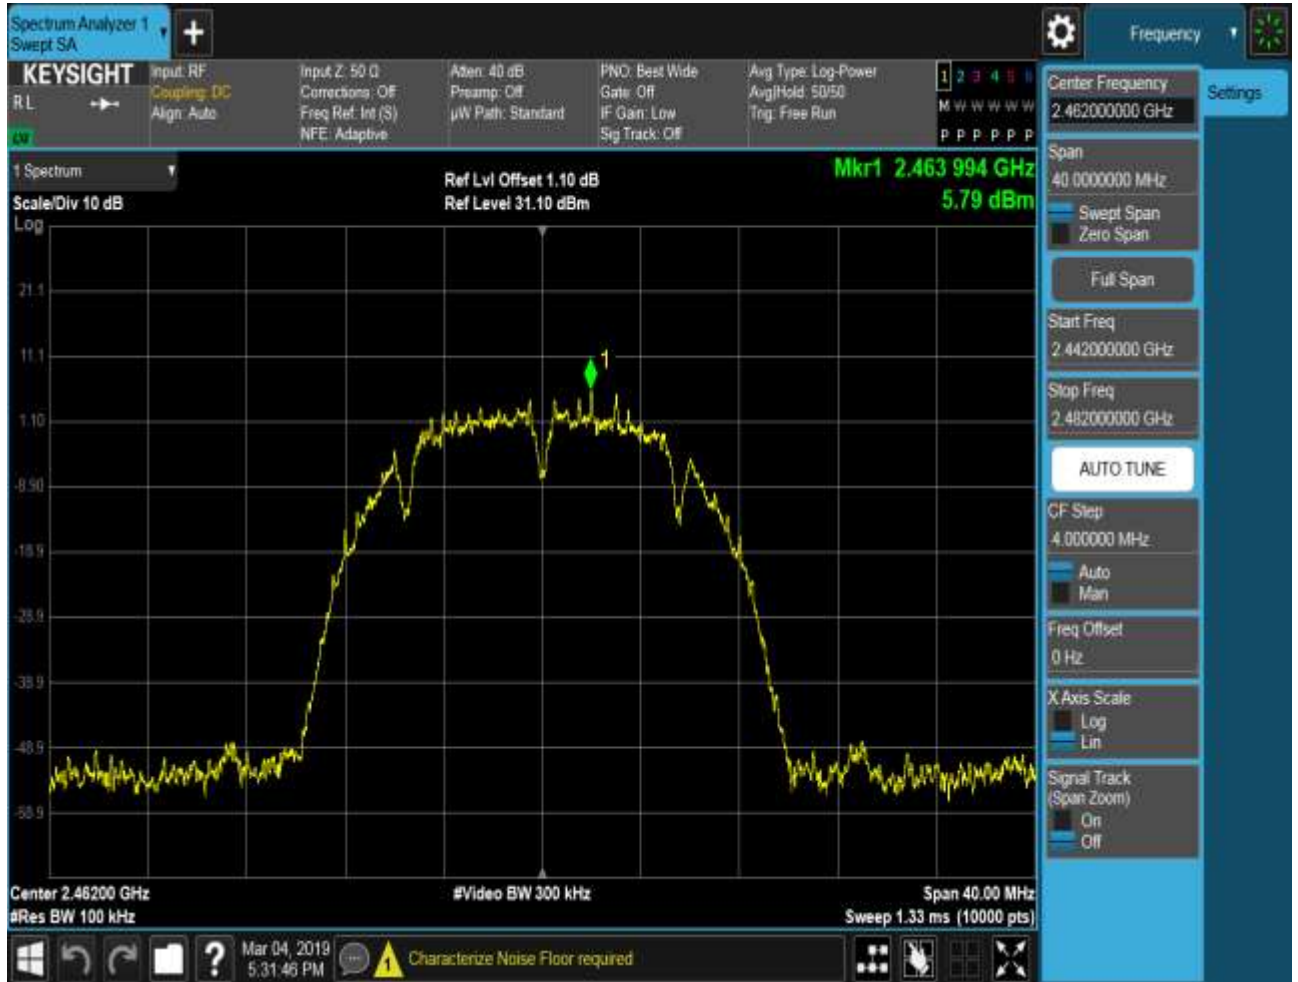 Spectrum Analyzer 1
Swept SA
+
Frequency
KEYSIGHT
RL
Input: RF
Coupling: DC
Align: Auto
Input Z: 50 Ω
Corrections: Off
Freq Ref: Int (S)
NFE: Adaptive
Atten: 40 dB
Preamp: Off
µW Path: Standard
PNO: Best Wide
Gate: Off
IF Gain: Low
Sig Track: Off
Avg Type: Log-Power
Avg|Hold: 50/50
Trig: Free Run
1 2 3 4 5 6
M W W W W W
P P P P P P
1 Spectrum
Scale/Div 10 dB
Log
Ref Lvl Offset 1.10 dB
Ref Level 31.10 dBm
Mkr1 2.463 994 GHz
5.79 dBm
21.1
11.1
1.10
-8.90
-18.9
-28.9
-38.9
-48.9
-58.9
1
Center 2.46200 GHz
#Res BW 100 kHz
#Video BW 300 kHz
Span 40.00 MHz
Sweep 1.33 ms (10000 pts)
Center Frequency
2.462000000 GHz
Settings
Span
40.0000000 MHz
Swept Span
Zero Span
Full Span
Start Freq
2.442000000 GHz
Stop Freq
2.482000000 GHz
AUTO TUNE
CF Step
4.000000 MHz
Auto
Man
Freq Offset
0 Hz
X Axis Scale
Log
Lin
Signal Track
(Span Zoom)
On
Off
?
Mar 04, 2019
5:31:46 PM
1
Characterize Noise Floor required